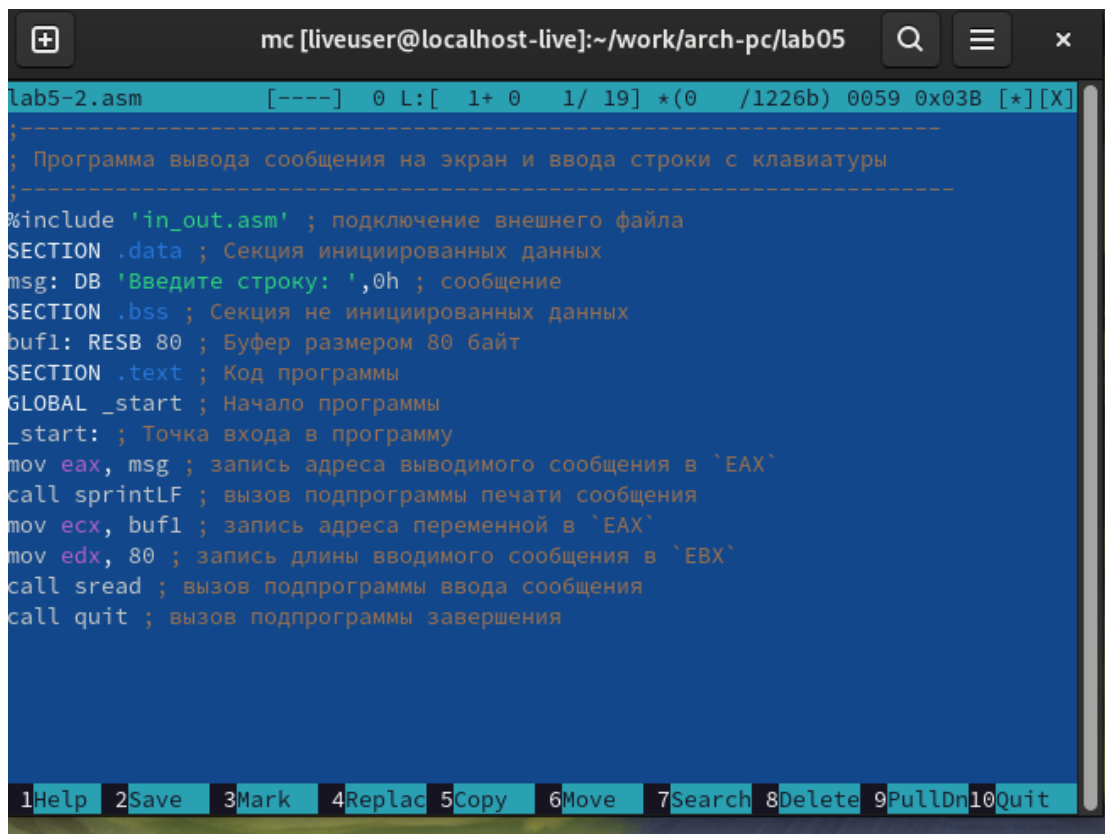 mc [liveuser@localhost-live]:~/work/arch-pc/lab05
lab5-2.asm [----] 0 L:[ 1+ 0 1/ 19] *(0 /1226b) 0059 0x03B [*][X]
;--------------------------------------------------------------------
; Программа вывода сообщения на экран и ввода строки с клавиатуры
;---------------------------------------------------------------------
%include 'in_out.asm' ; подключение внешнего файла
SECTION .data ; Секция инициированных данных
msg: DB 'Введите строку: ',0h ; сообщение
SECTION .bss ; Секция не инициированных данных
buf1: RESB 80 ; Буфер размером 80 байт
SECTION .text ; Код программы
GLOBAL _start ; Начало программы
_start: ; Точка входа в программу
mov eax, msg ; запись адреса выводимого сообщения в `EAX`
call sprintLF ; вызов подпрограммы печати сообщения
mov ecx, buf1 ; запись адреса переменной в `EAX`
mov edx, 80 ; запись длины вводимого сообщения в `EBX`
call sread ; вызов подпрограммы ввода сообщения
call quit ; вызов подпрограммы завершения
1Help 2Save 3Mark 4Replac 5Copy 6Move 7Search 8Delete 9PullDn 10Quit